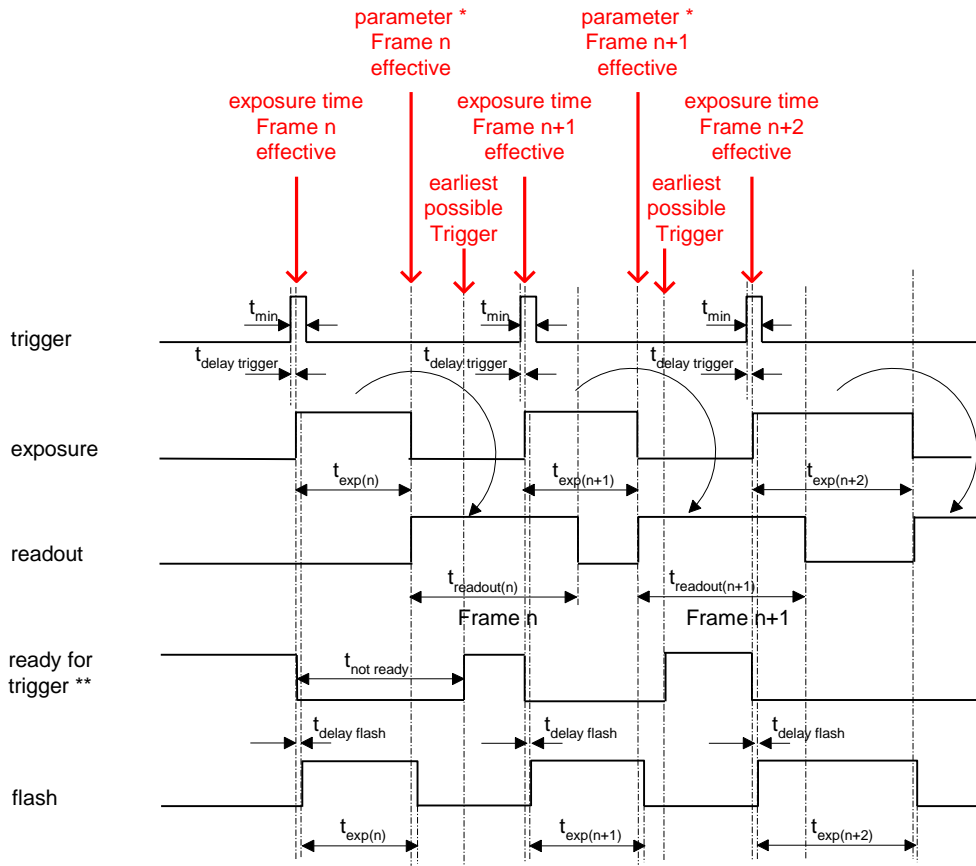 parameter *
Frame n
effective
parameter *
Frame n+1
effective
exposure time
Frame n
effective
exposure time
Frame n+1
effective
exposure time
Frame n+2
effective
earliest
possible
Trigger
earliest
possible
Trigger
trigger
tmin
tmin
tmin
tdelay trigger
tdelay trigger
tdelay trigger
exposure
texp(n)
texp(n+1)
texp(n+2)
readout
treadout(n)
treadout(n+1)
Frame n
Frame n+1
ready for
trigger **
tnot ready
tdelay flash
tdelay flash
tdelay flash
flash
texp(n)
texp(n+1)
texp(n+2)